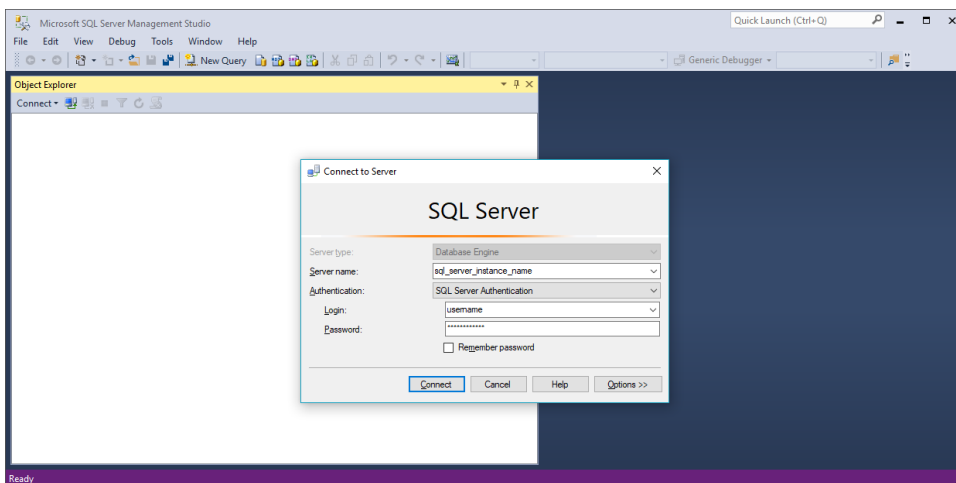 Microsoft SQL Server Management Studio
Quick Launch (Ctrl+Q)
File Edit View Debug Tools Window Help
New Query
Generic Debugger
Object Explorer
Connect
Connect to Server
SQL Server
Server type: Database Engine
Server name: sql_server_instance_name
Authentication: SQL Server Authentication
Login: username
Password: ************
Remember password
Connect Cancel Help Options >>
Ready